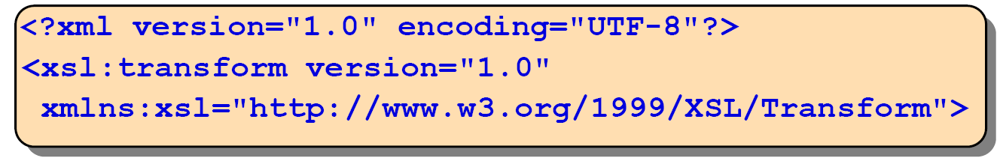 <?xml version="1.0" encoding="UTF-8"?>
<xsl:transform version="1.0"
xmlns:xsl="http://www.w3.org/1999/XSL/Transform">